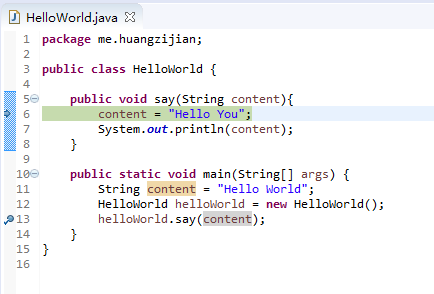 HelloWorld.java
1 package me.huangzijian;
2
3 public class HelloWorld {
4
5 public void say(String content){
6 content = "Hello You";
7 System.out.println(content);
8 }
9
10 public static void main(String[] args) {
11 String content = "Hello World";
12 HelloWorld helloWorld = new HelloWorld();
13 helloWorld.say(content);
14 }
15 }
16